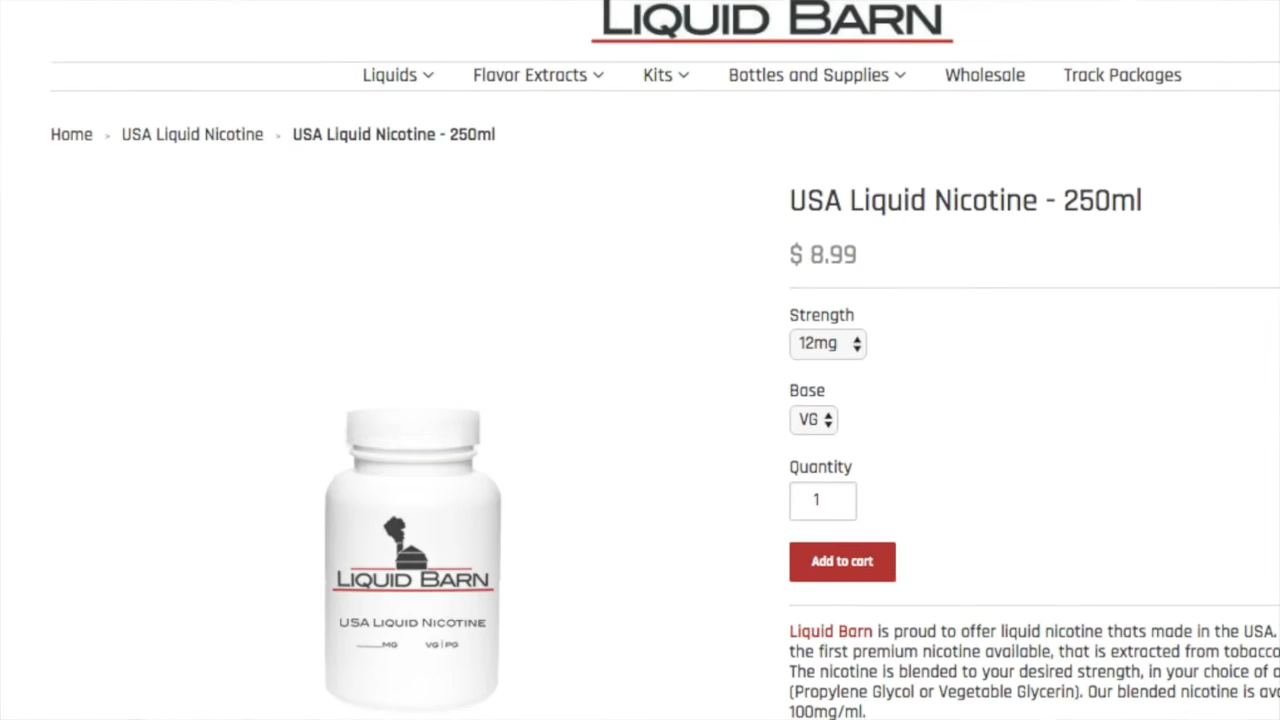 LIQUID BARN
Liquids Flavor Extracts Kits Bottles and Supplies Wholesale Track Packages
Home > USA Liquid Nicotine > USA Liquid Nicotine - 250ml
USA Liquid Nicotine - 250ml
$ 8.99
Strength
12mg
Base
VG
Quantity
1
Add to cart
LIQUID BARN
USA LIQUID NICOTINE
____MG VG|PG
Liquid Barn is proud to offer liquid nicotine thats made in the USA.
the first premium nicotine available, that is extracted from
The nicotine is blended to your desired strength, in your choice of
(Propylene Glycol or Vegetable Glycerin). Our blended nicotine is
100mg/ml.